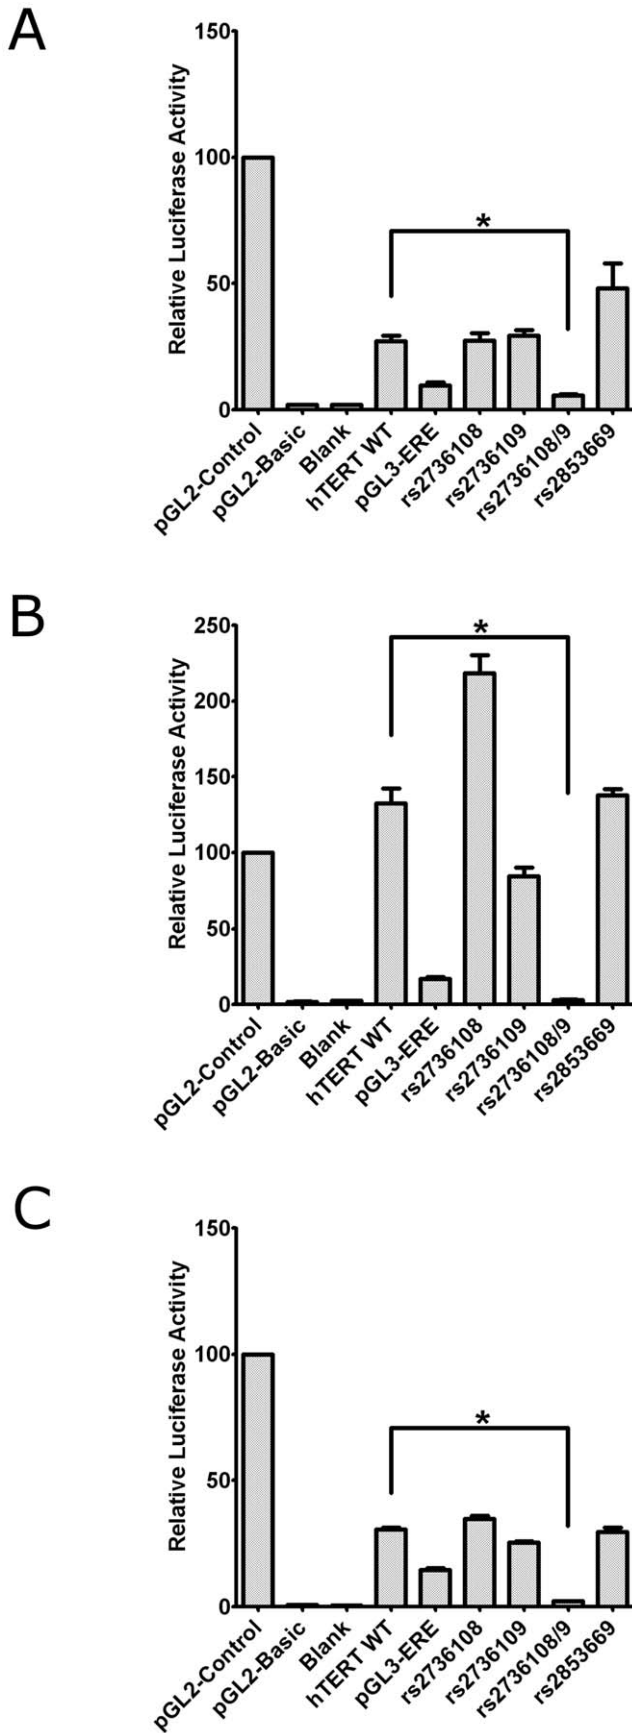 A
Relative Luciferase Activity
150
100
50
0
*
pGL2-Control
pGL2-Basic
Blank
hTERT WT
pGL3-ERE
rs2736108
rs2736109
rs2736108/9
rs2853669
B
Relative Luciferase Activity
250
200
150
100
50
0
*
pGL2-Control
pGL2-Basic
Blank
hTERT WT
pGL3-ERE
rs2736108
rs2736109
rs2736108/9
rs2853669
C
Relative Luciferase Activity
150
100
50
0
*
pGL2-Control
pGL2-Basic
Blank
hTERT WT
pGL3-ERE
rs2736108
rs2736109
rs2736108/9
rs2853669